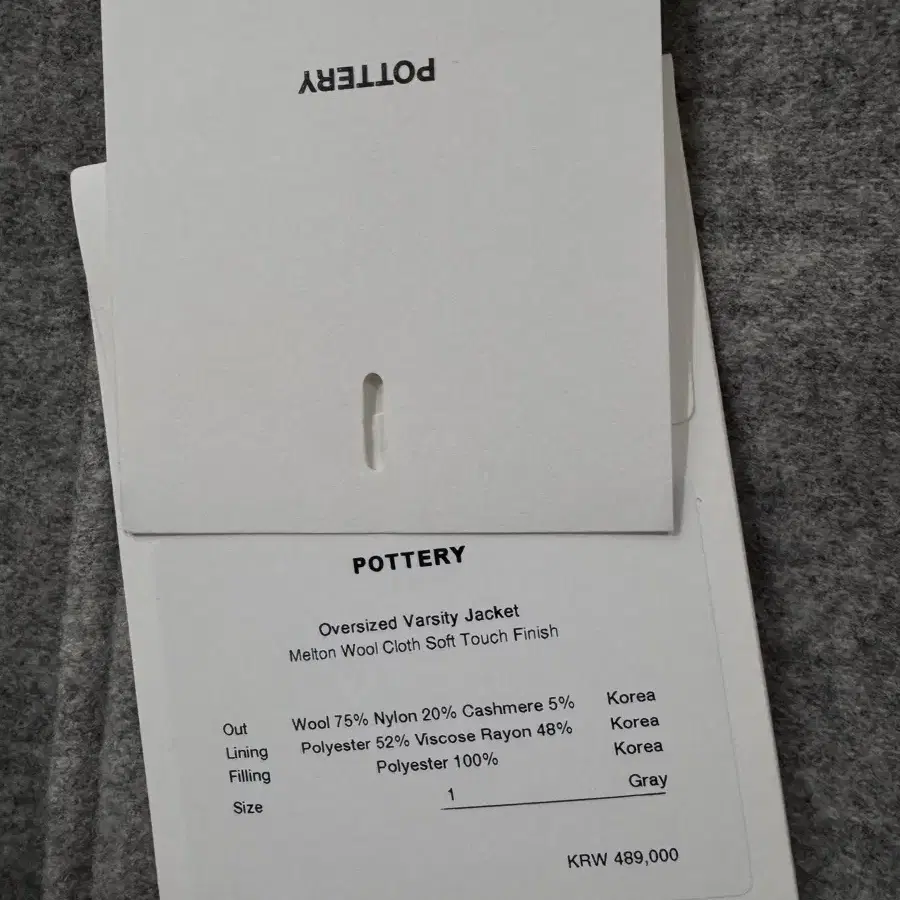 POTTERY
POTTERY
Oversized Varsity Jacket
Melton Wool Cloth Soft Touch Finish
Out Wool 75% Nylon 20% Cashmere 5% Korea
Lining Polyester 52% Viscose Rayon 48% Korea
Filling Polyester 100% Korea
Size 1 Gray
KRW 489,000